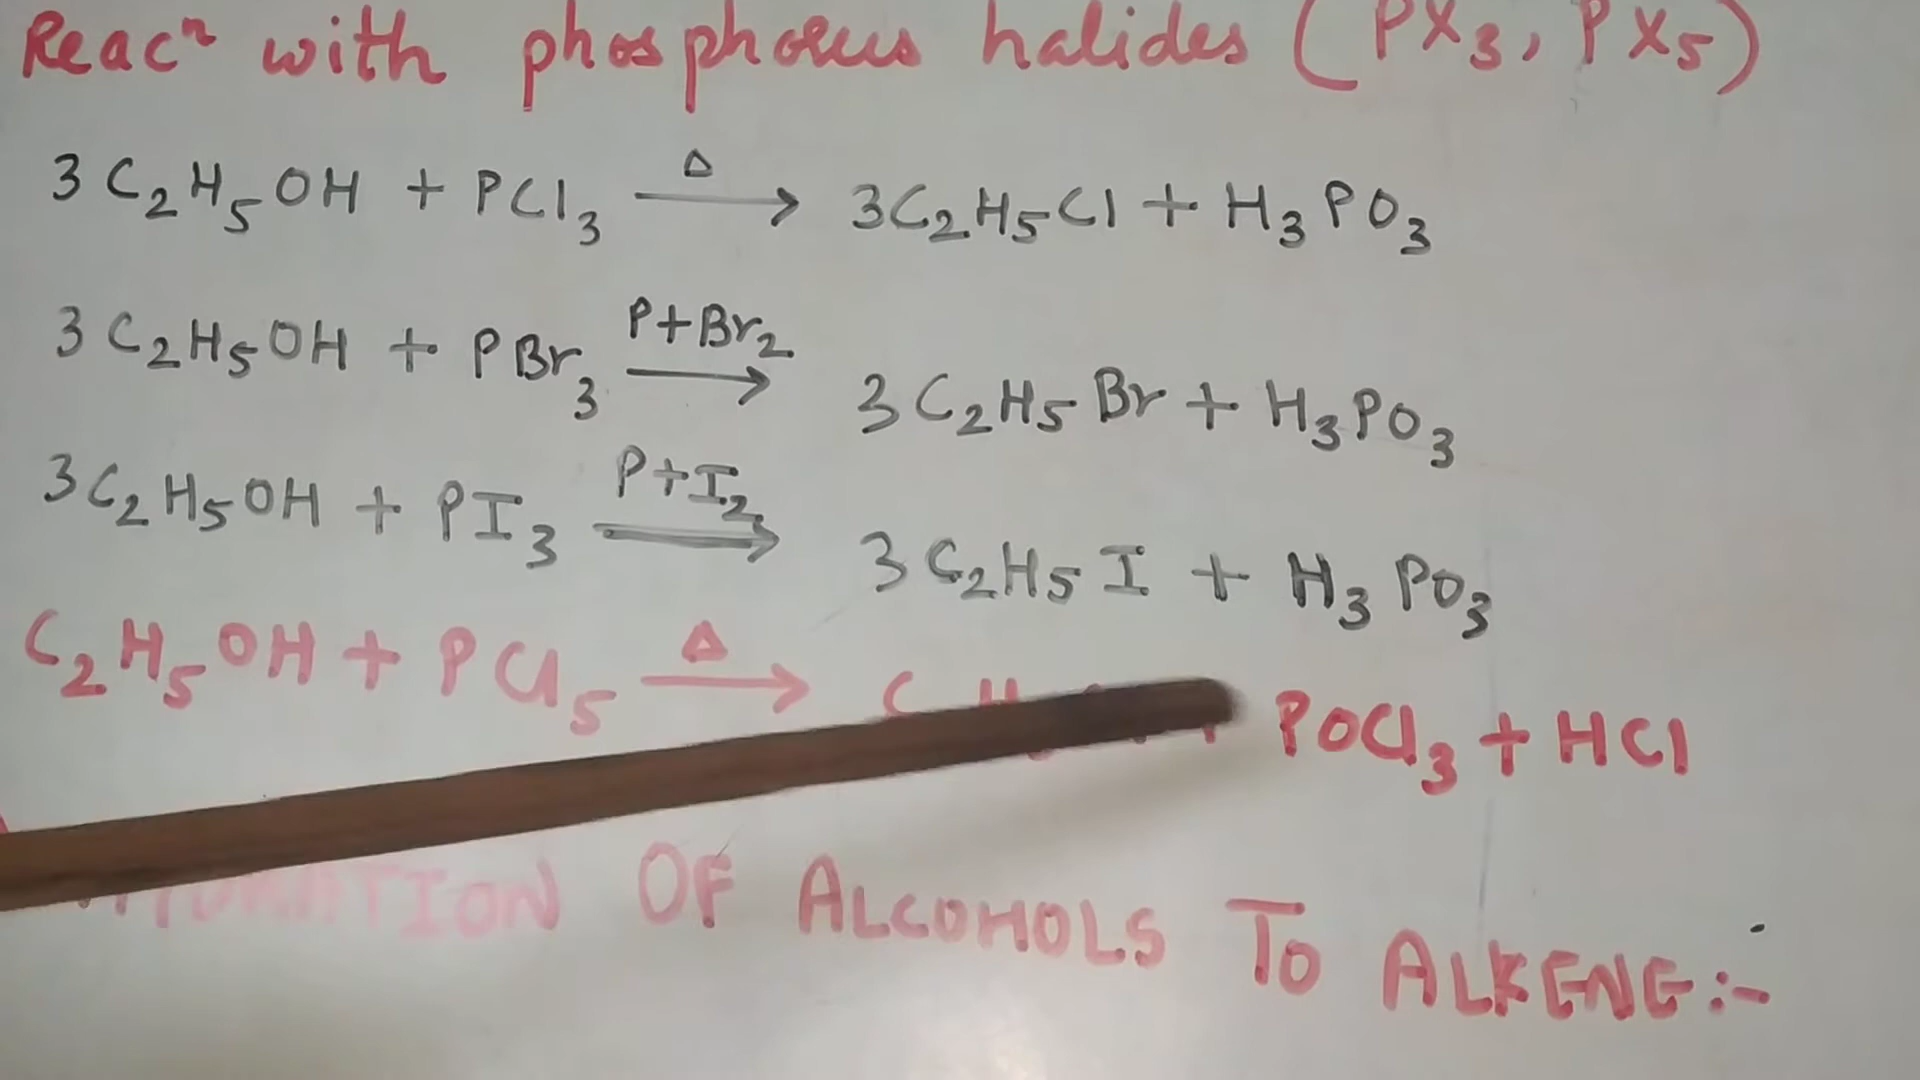 Reacⁿ with phosphorus halides (PX₃, PX₅)
3C₂H₅OH + PCl₃ —Δ→ 3C₂H₅Cl + H₃PO₃
3C₂H₅OH + PBr₃ —P+Br₂→ 3C₂H₅Br + H₃PO₃
3C₂H₅OH + PI₃ —P+I₂→ 3C₂H₅I + H₃PO₃
C₂H₅OH + PCl₅ —Δ→ + POCl₃ + HCl
OF ALCOHOLS TO ALKENE:-